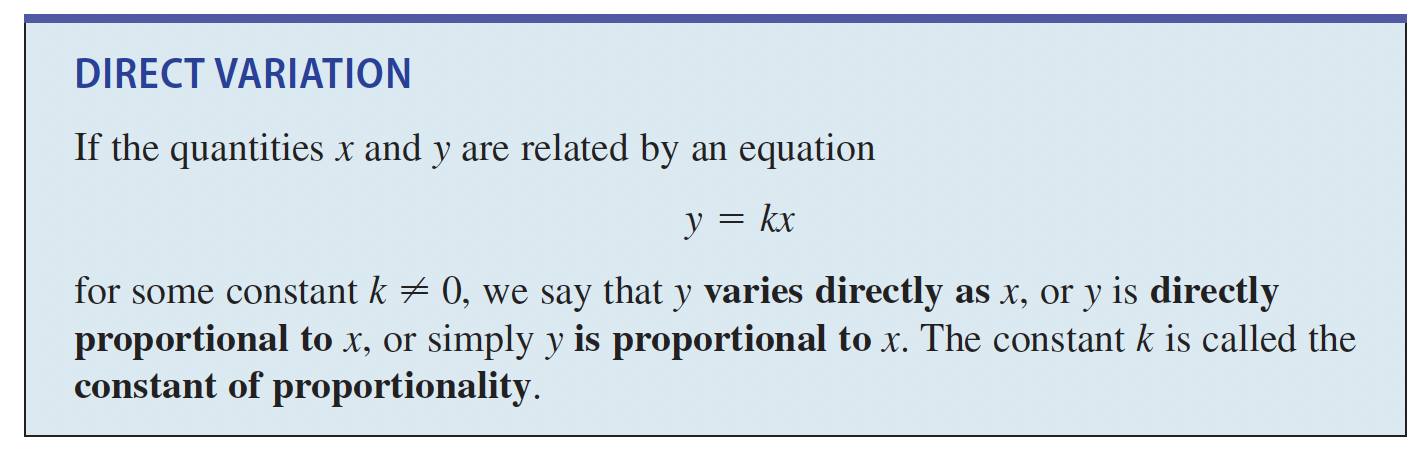 DIRECT VARIATION
If the quantities x and y are related by an equation
y = kx
for some constant k ≠ 0, we say that y varies directly as x, or y is directly
proportional to x, or simply y is proportional to x. The constant k is called the
constant of proportionality.